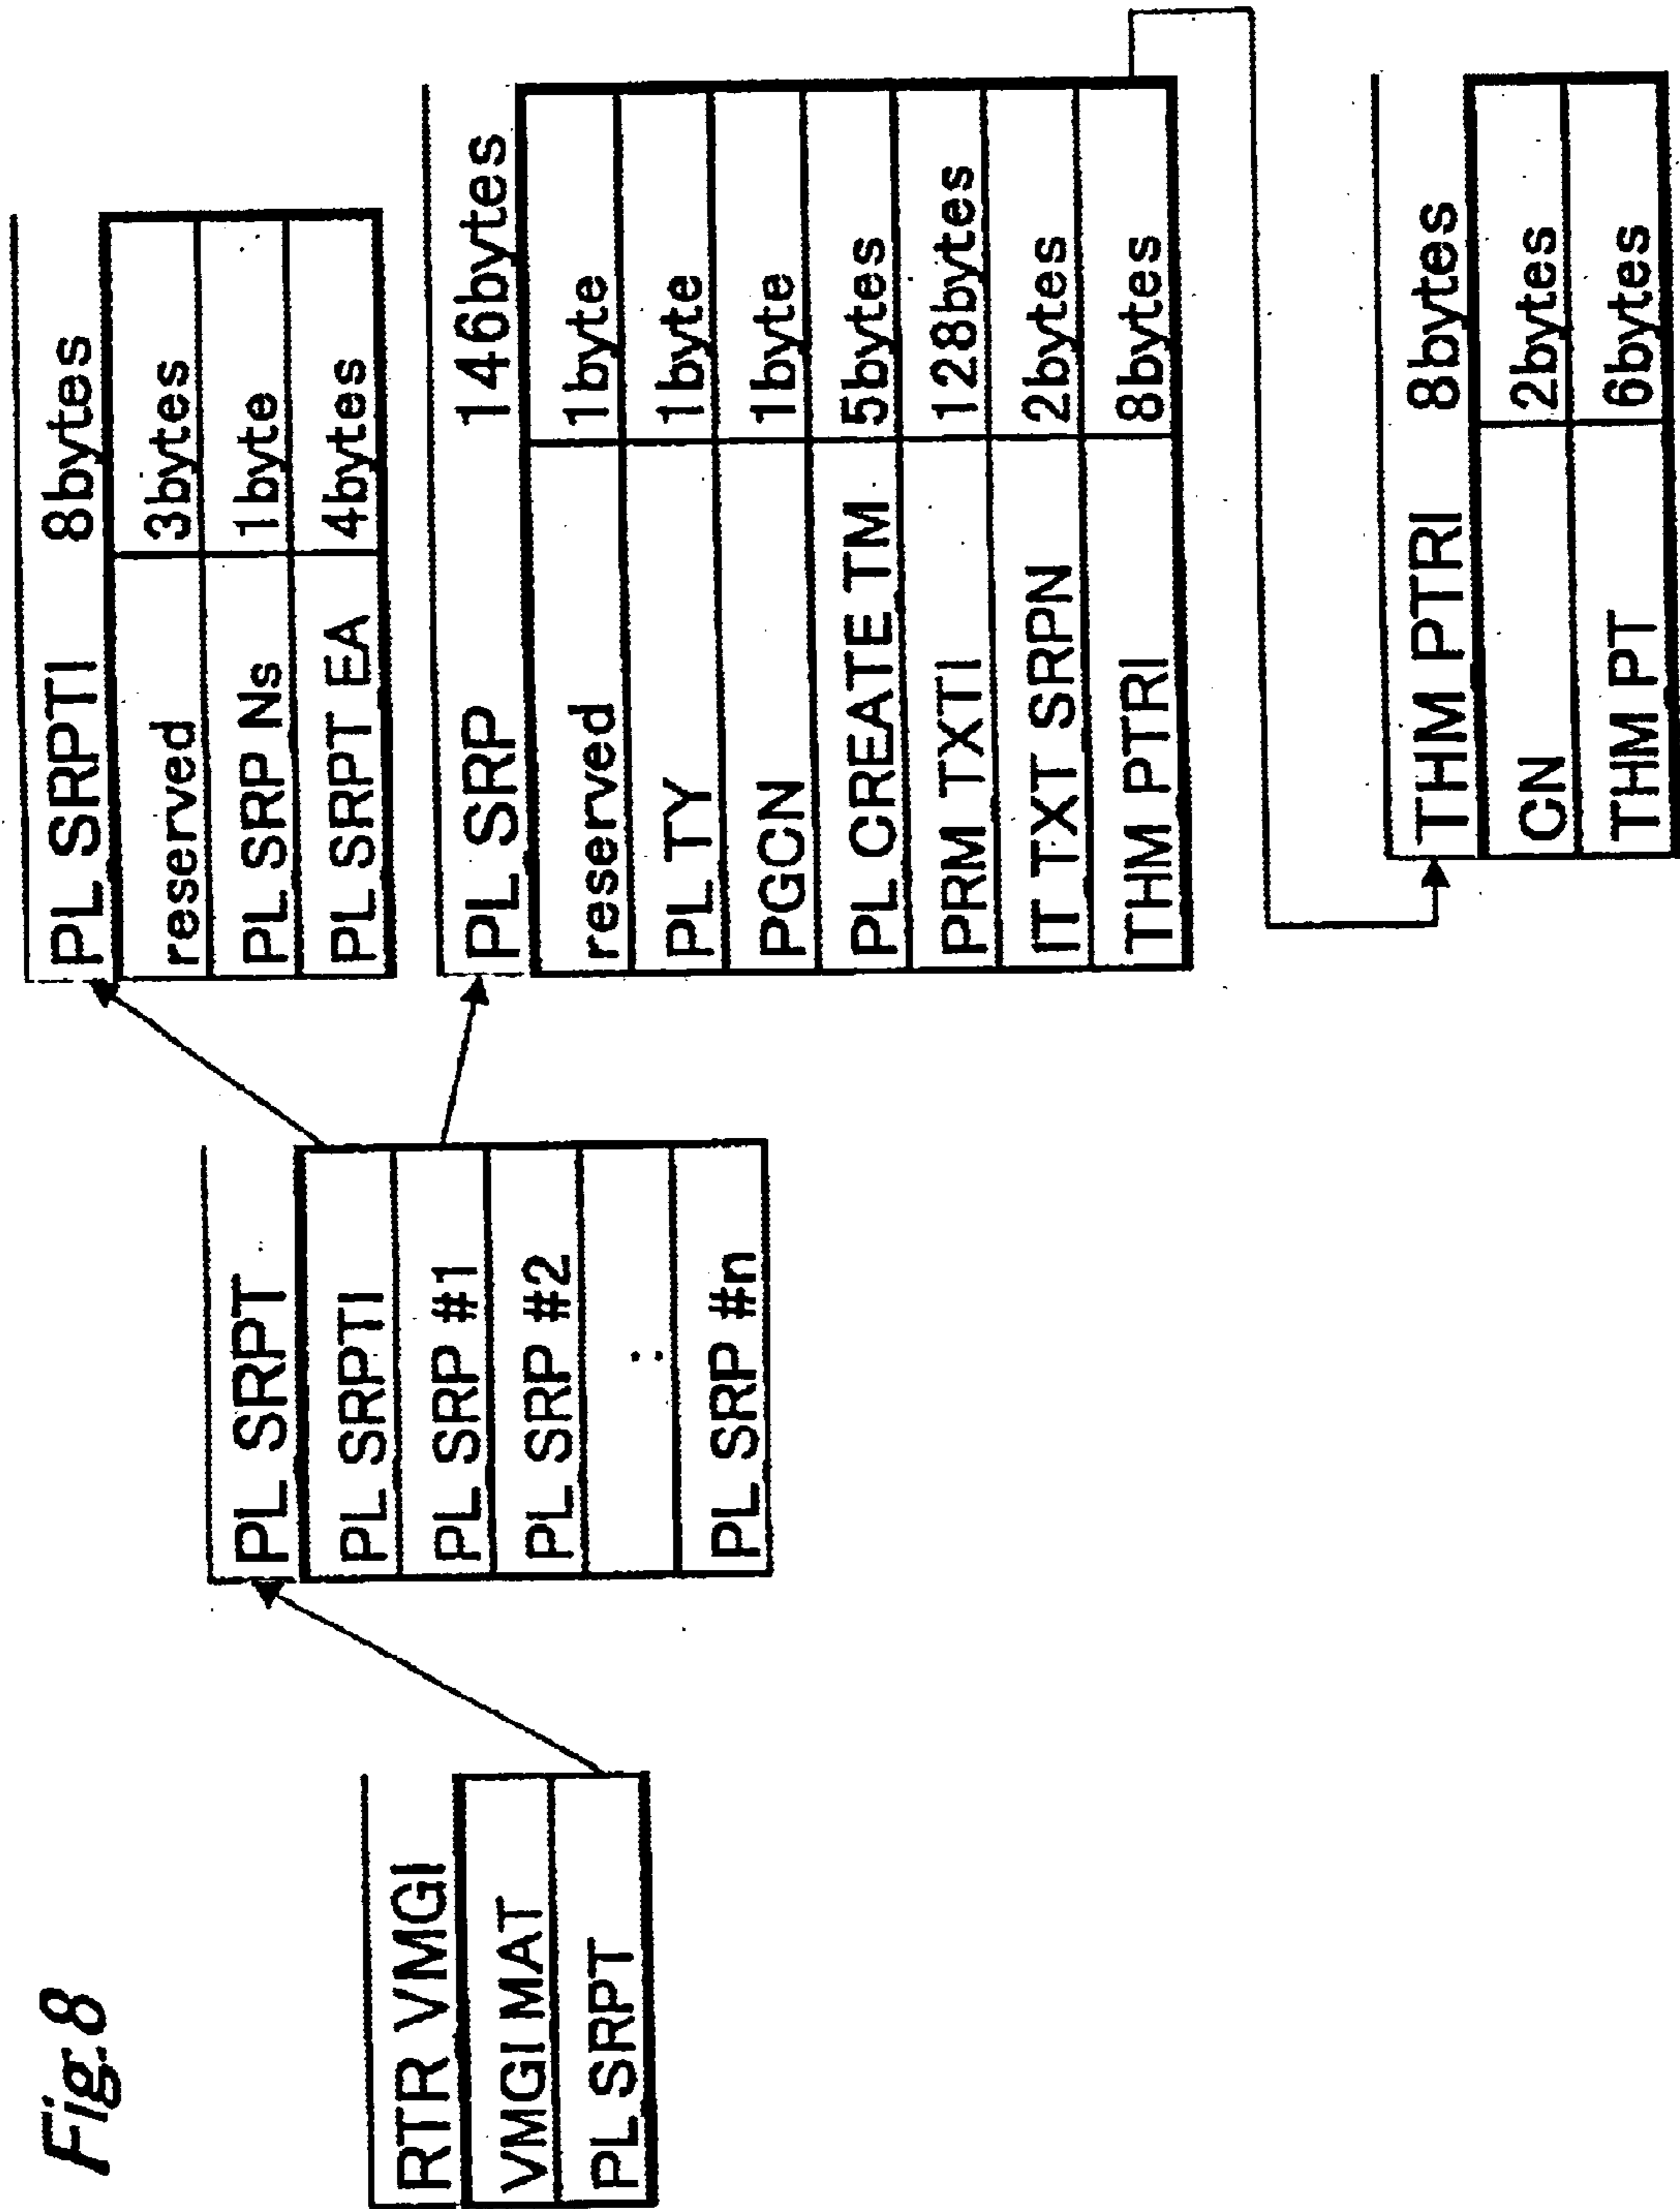 Fig. 8
RTR VMGI
VMGI MAT
PL SRPT
PL SRPT
PL SRPTI
PL SRP #1
PL SRP #2
:
PL SRP #n
PL SRPTI 8bytes
reserved 3bytes
PL SRP Ns 1byte
PL SRPT EA 4bytes
PL SRP 146bytes
reserved 1byte
PL TY 1byte
PGCN 1byte
PL CREATE TM 5bytes
PRM TXTI 128bytes
IT TXT SRPN 2bytes
THM PTRI 8bytes
THM PTRI 8bytes
CN 2bytes
THM PT 6bytes